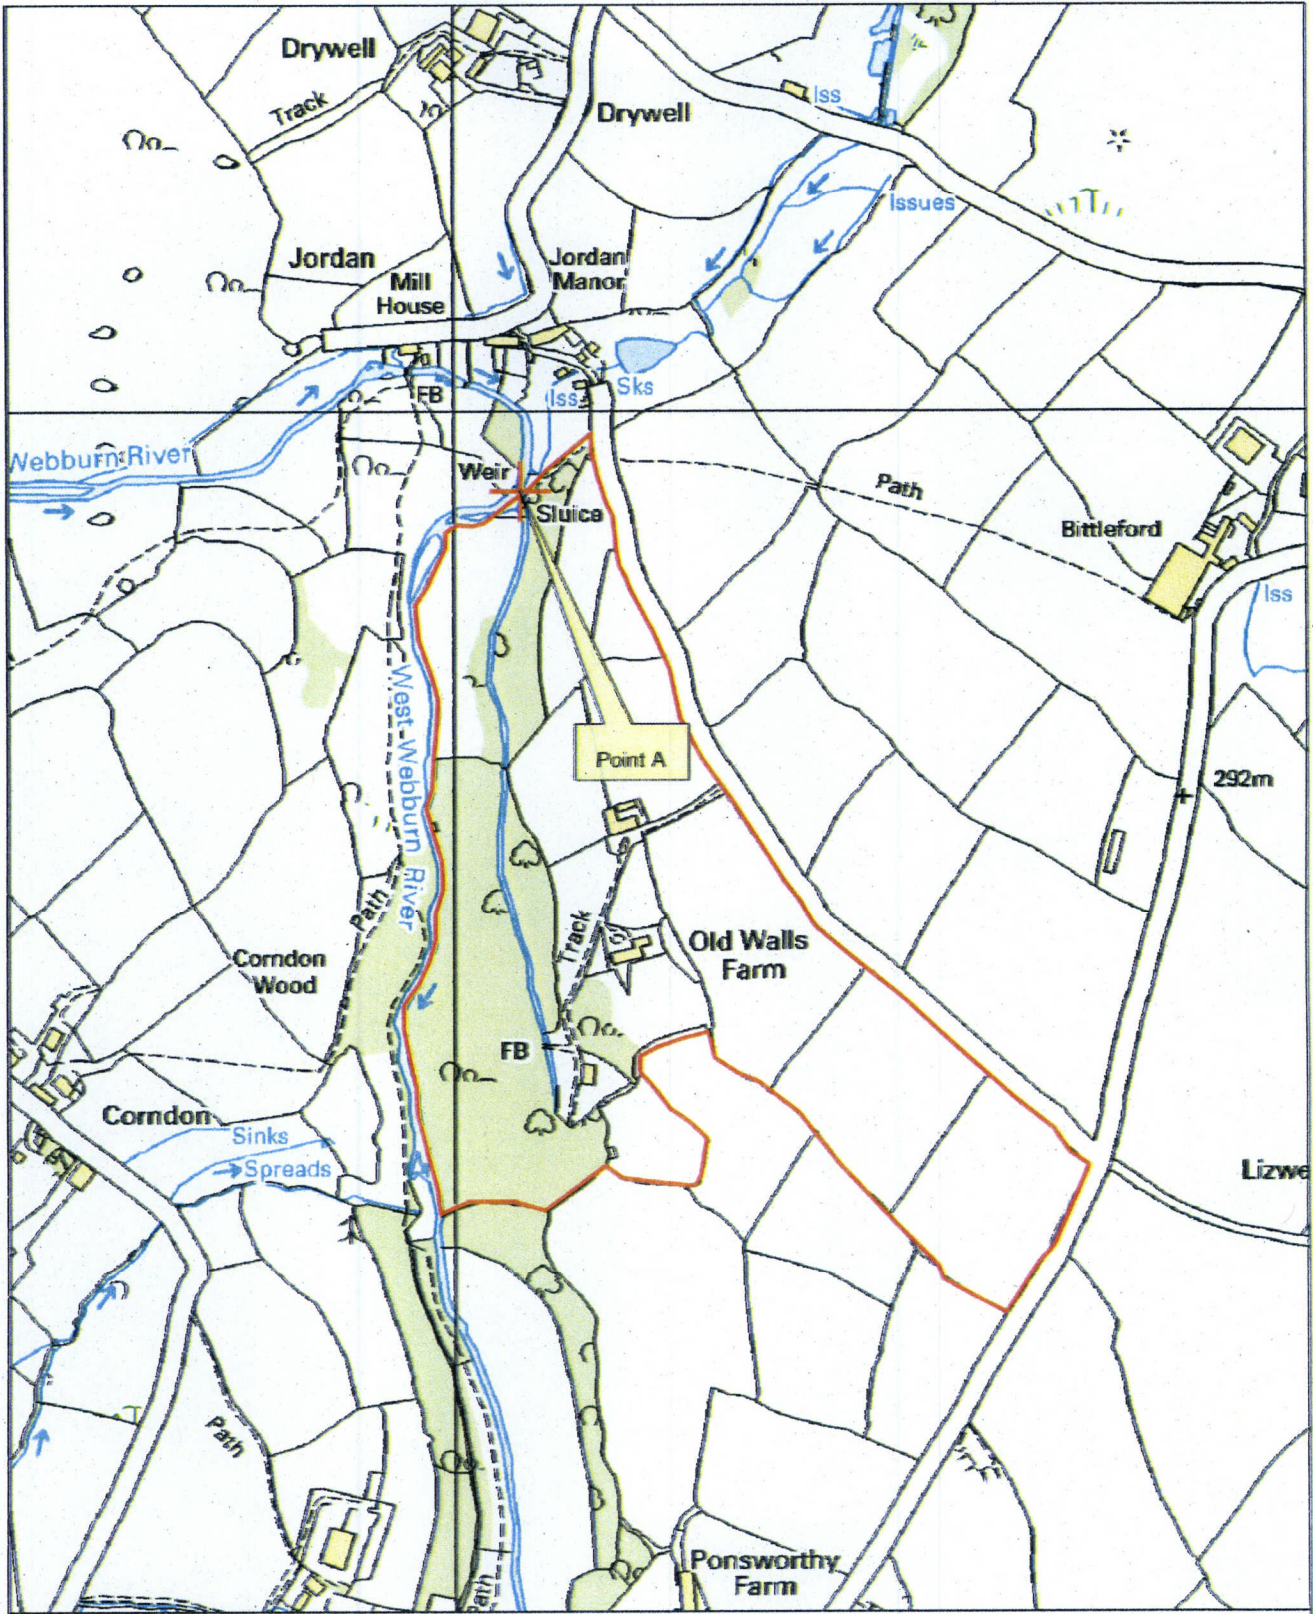 Drywell
Track
Drywell
Iss
Issues
Jordan
Jordan
Manor
Mill
House
FB
Iss
Sks
Webburn River
Weir
Sluice
Path
Bittleford
Iss
Point A
292m
West Webburn River
Path
Track
Old Walls
Farm
Corndon
Wood
FB
Corndon
Sinks
Spreads
Lizwe
Path
Path
Ponsworthy
Farm